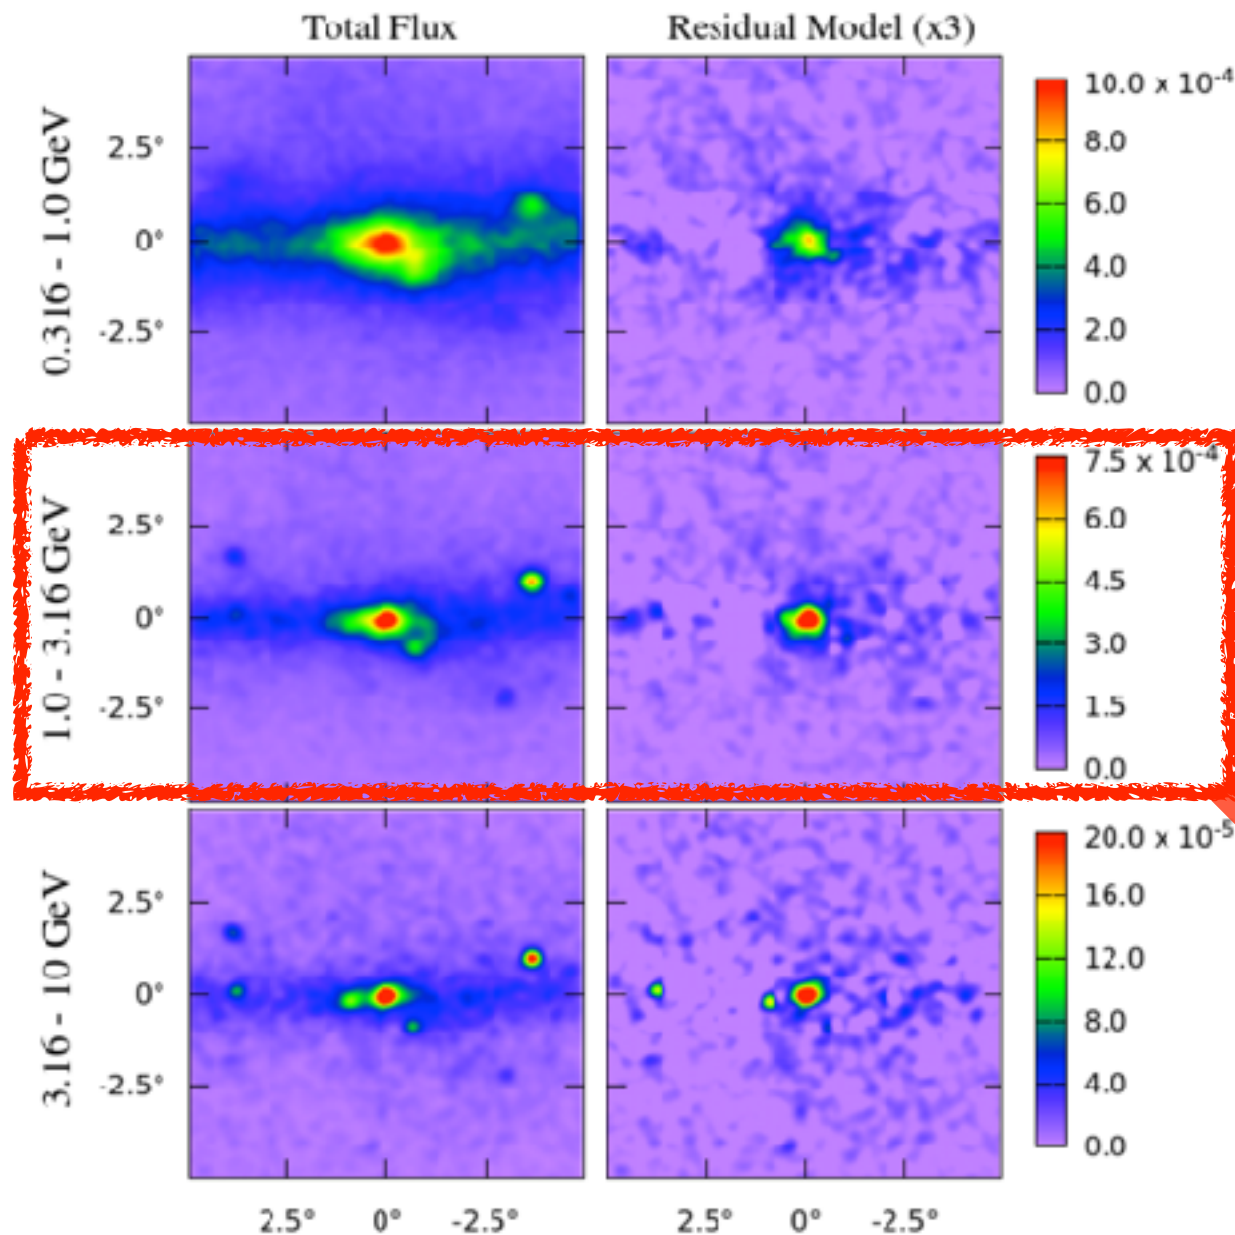 Total Flux
Residual Model (x3)
0.316 - 1.0 GeV
2.5°
0°
-2.5°
10.0 x 10-4
8.0
6.0
4.0
2.0
0.0
1.0 - 3.16 GeV
2.5°
0°
-2.5°
7.5 x 10-4
6.0
4.5
3.0
1.5
0.0
3.16 - 10 GeV
2.5°
0°
-2.5°
20.0 x 10-5
16.0
12.0
8.0
4.0
0.0
2.5° 0° -2.5°
2.5° 0° -2.5°